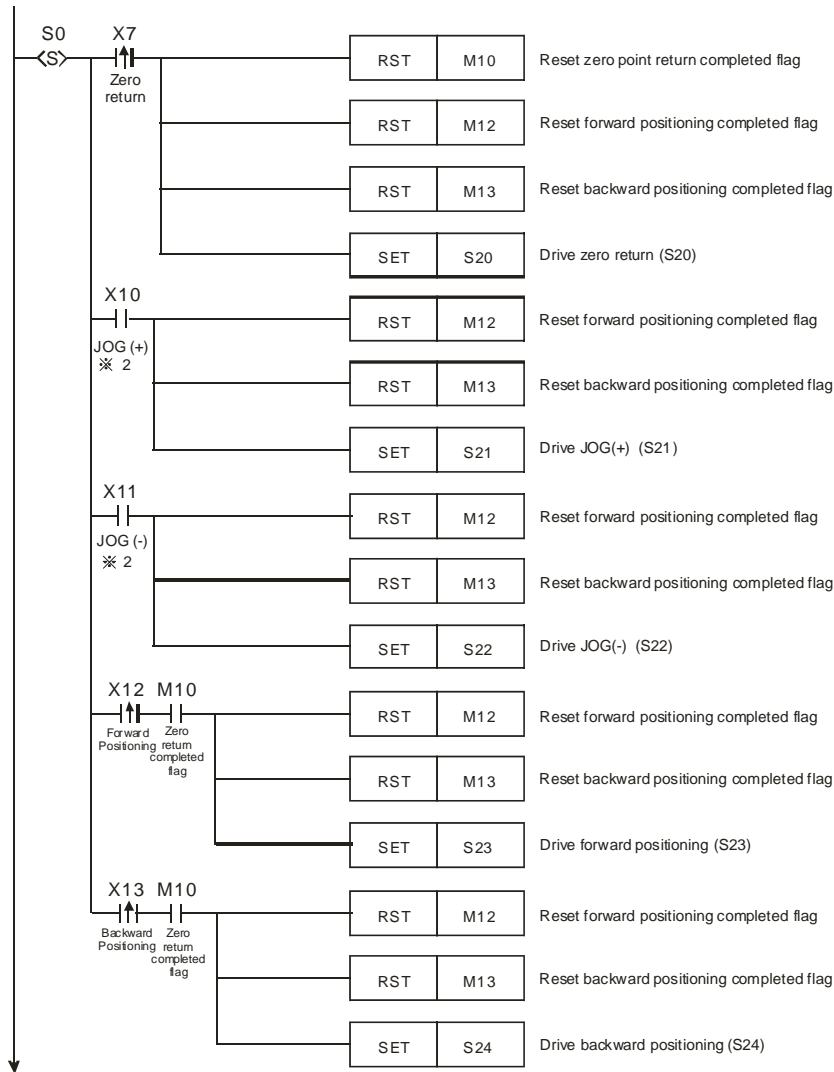 S0 X7
S RST M10 Reset zero point return completed flag
Zero
return
RST M12 Reset forward positioning completed flag
RST M13 Reset backward positioning completed flag
SET S20 Drive zero return (S20)
X10
RST M12 Reset forward positioning completed flag
JOG (+)
※ 2
RST M13 Reset backward positioning completed flag
SET S21 Drive JOG(+) (S21)
X11
RST M12 Reset forward positioning completed flag
JOG (-)
※ 2
RST M13 Reset backward positioning completed flag
SET S22 Drive JOG(-) (S22)
X12 M10
RST M12 Reset forward positioning completed flag
Forward
Positioning
Zero
return
completed
flag
RST M13 Reset backward positioning completed flag
SET S23 Drive forward positioning (S23)
X13 M10
RST M12 Reset forward positioning completed flag
Backward
Positioning
Zero
return
completed
flag
RST M13 Reset backward positioning completed flag
SET S24 Drive backward positioning (S24)